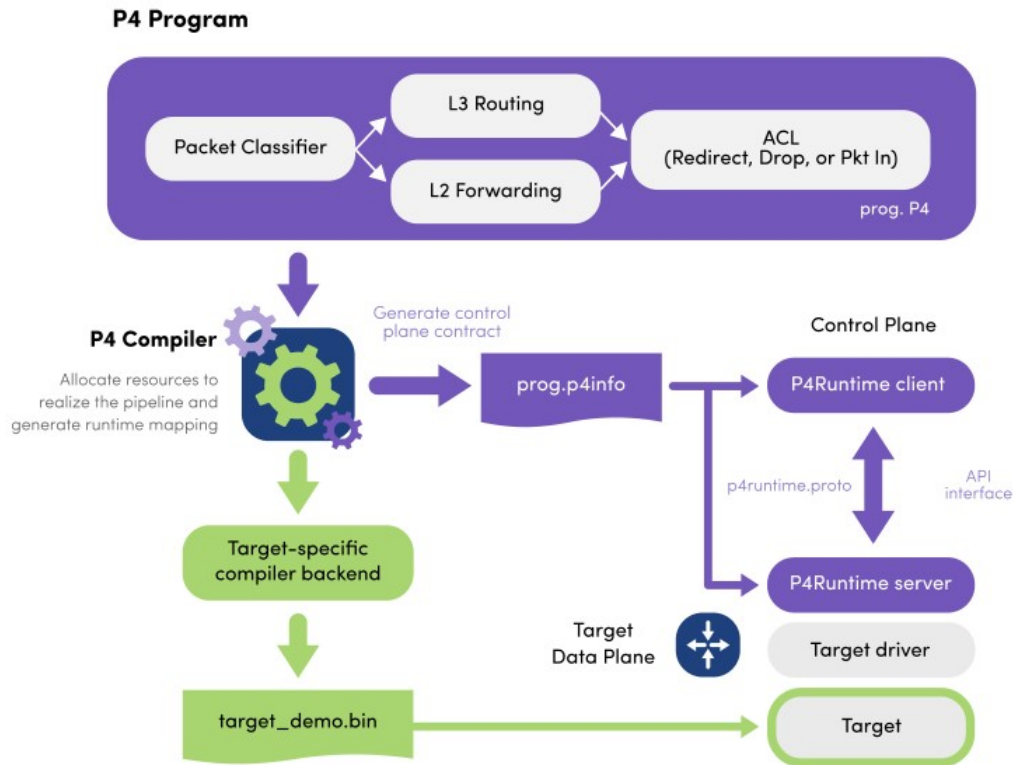 P4 Program
L3 Routing
Packet Classifier
ACL
(Redirect, Drop, or Pkt In)
L2 Forwarding
prog. P4
P4 Compiler
Allocate resources to
realize the pipeline and
generate runtime mapping
Generate control
plane contract
prog.p4info
Control Plane
P4Runtime client
p4runtime.proto
API
interface
P4Runtime server
Target-specific
compiler backend
Target
Data Plane
Target driver
target_demo.bin
Target